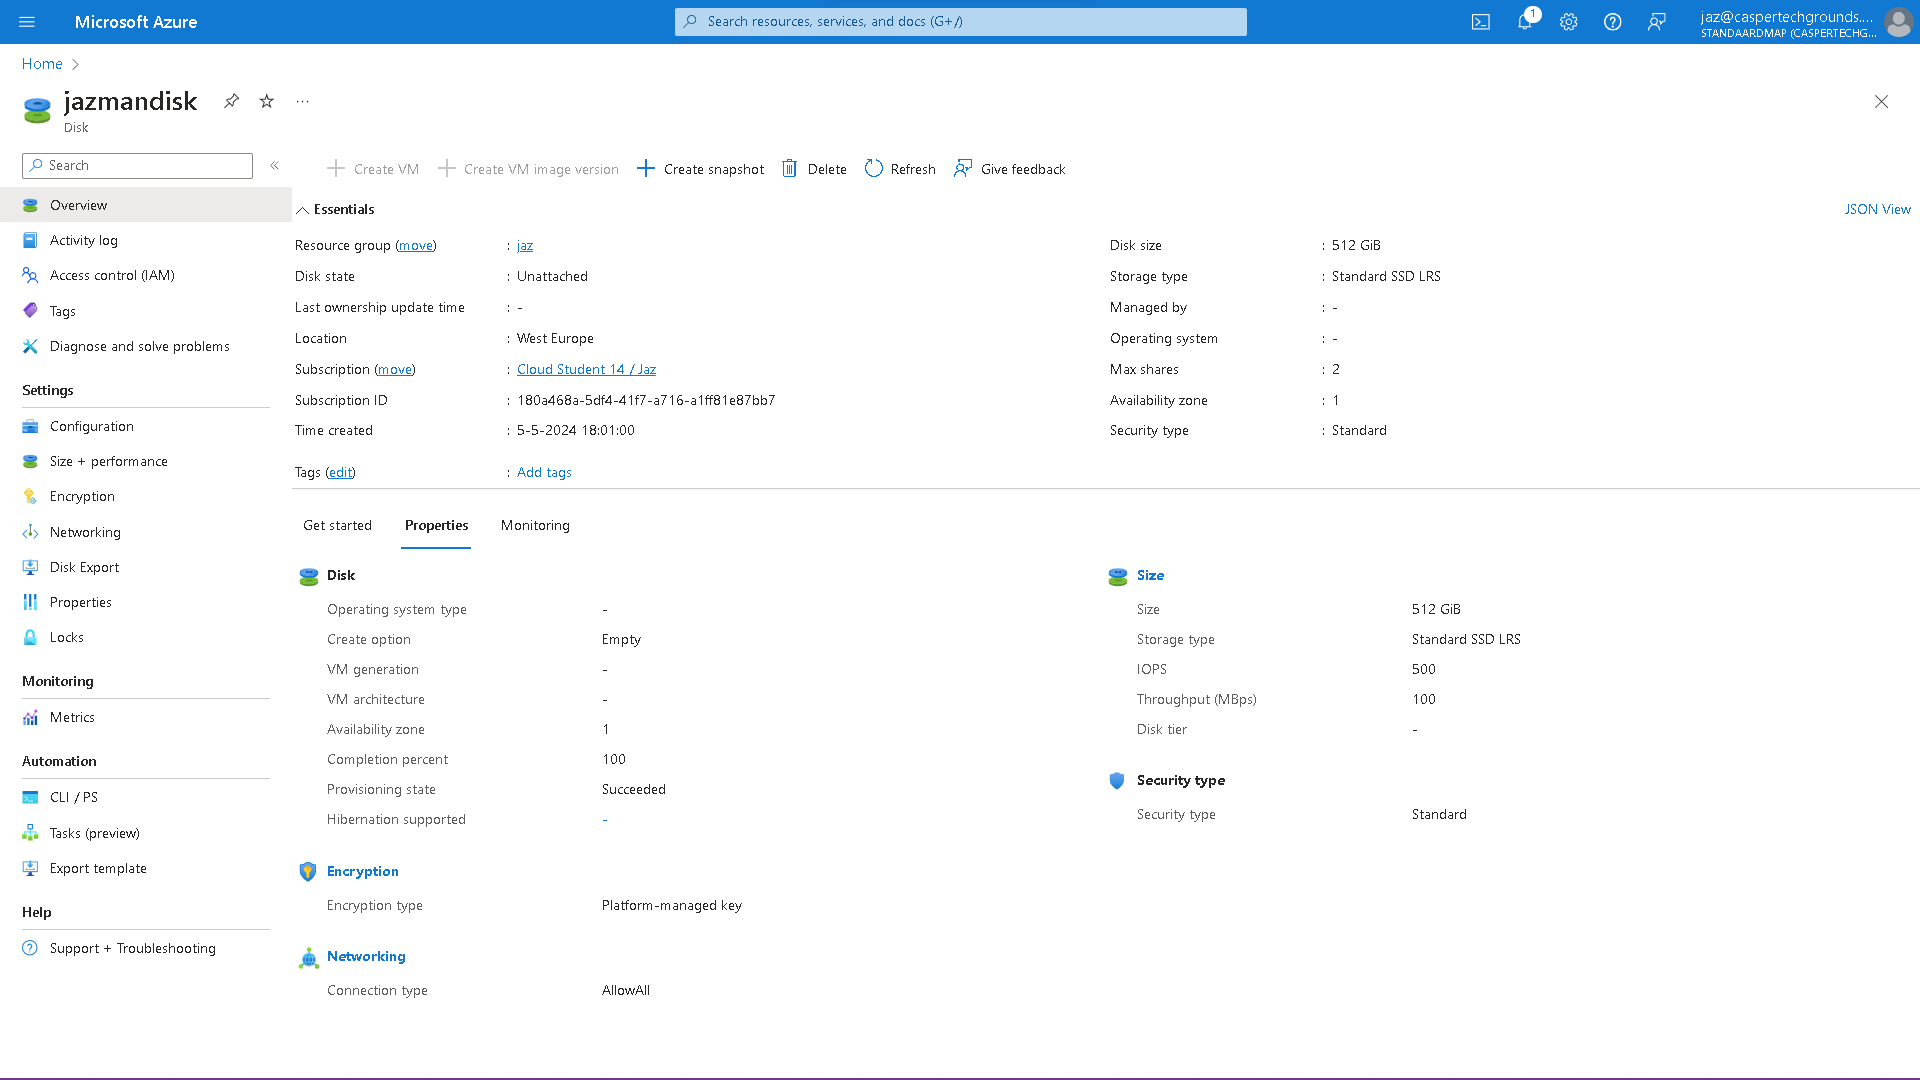 Microsoft Azure
Search resources, services, and docs (G+/)
1
jaz@caspertechgrounds....
STANDAARDMAP (CASPERTECHG...
Home
jazmandisk
...
Disk
Search
«
Create VM
Create VM image version
Create snapshot
Delete
Refresh
Give feedback
Overview
Activity log
Access control (IAM)
Tags
Diagnose and solve problems
Settings
Configuration
Size + performance
Encryption
Networking
Disk Export
Properties
Locks
Monitoring
Metrics
Automation
CLI / PS
Tasks (preview)
Export template
Help
Support + Troubleshooting
Essentials
JSON View
Resource group (move) : jaz
Disk state : Unattached
Last ownership update time : -
Location : West Europe
Subscription (move) : Cloud Student 14 / Jaz
Subscription ID : 180a468a-5df4-41f7-a716-a1ff81e87bb7
Time created : 5-5-2024 18:01:00
Tags (edit) : Add tags
Disk size : 512 GiB
Storage type : Standard SSD LRS
Managed by : -
Operating system : -
Max shares : 2
Availability zone : 1
Security type : Standard
Get started
Properties
Monitoring
Disk
Operating system type -
Create option Empty
VM generation -
VM architecture -
Availability zone 1
Completion percent 100
Provisioning state Succeeded
Hibernation supported -
Encryption
Encryption type Platform-managed key
Networking
Connection type AllowAll
Size
Size 512 GiB
Storage type Standard SSD LRS
IOPS 500
Throughput (MBps) 100
Disk tier -
Security type
Security type Standard